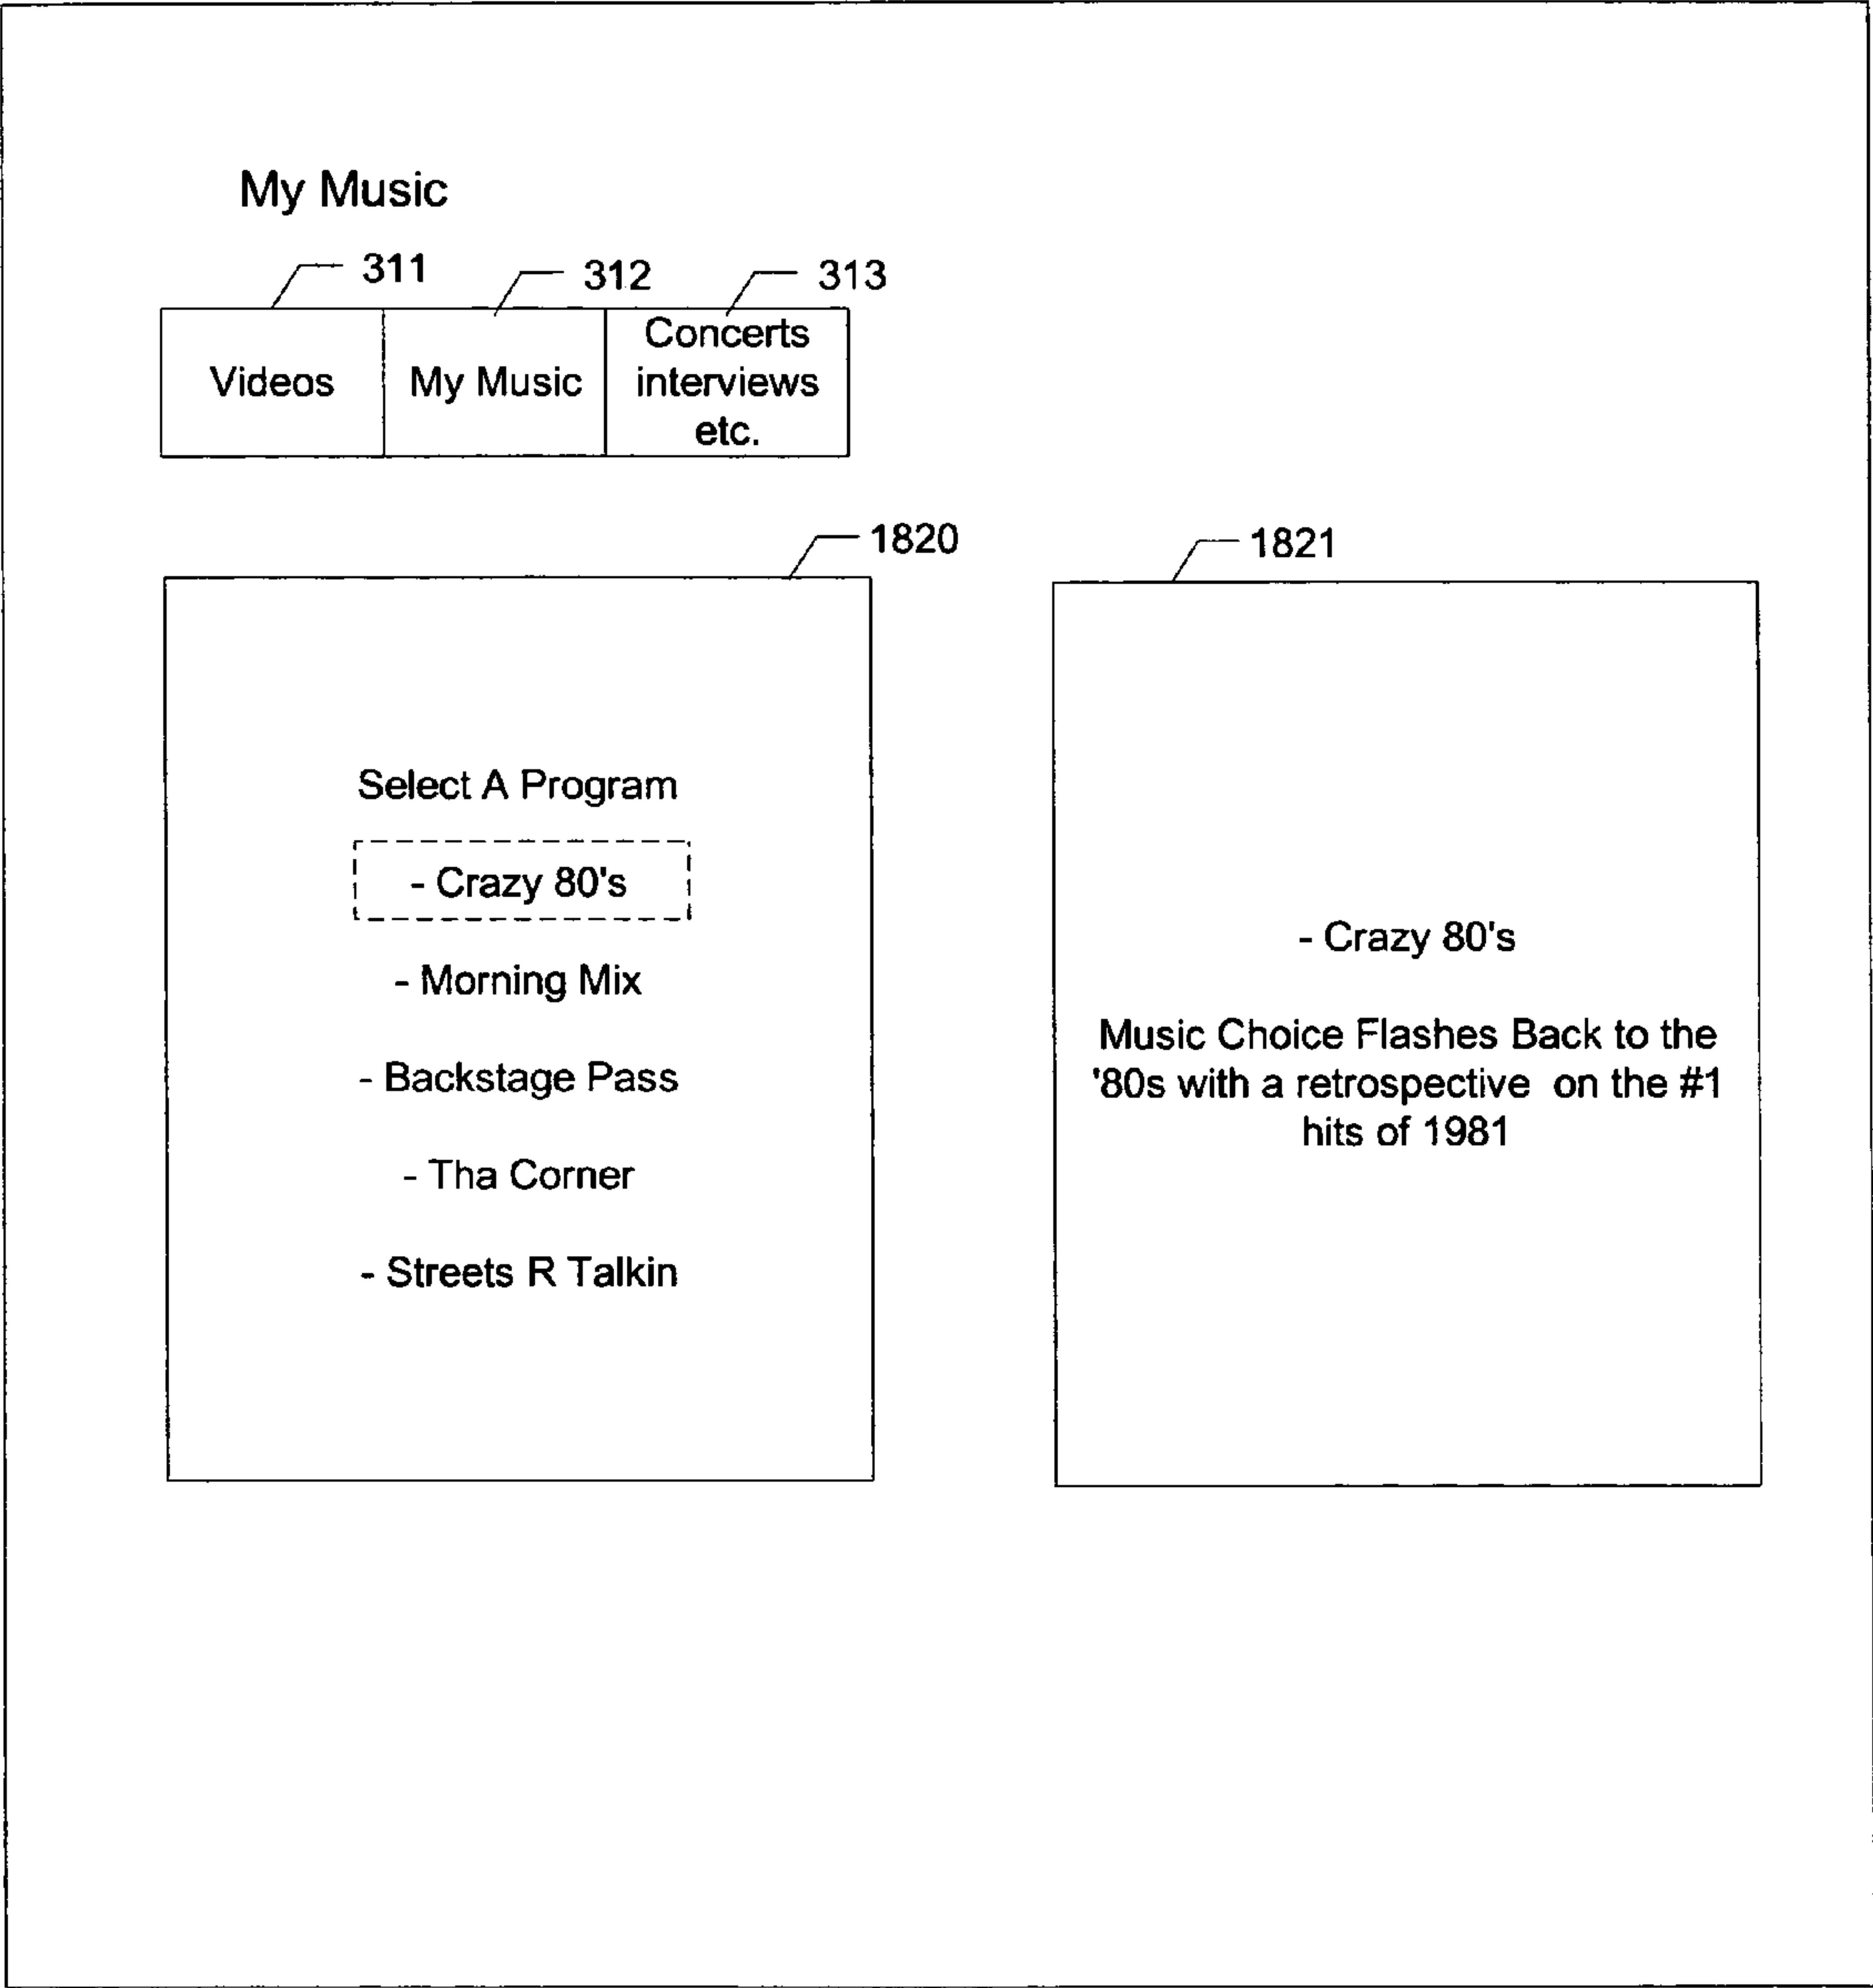 My Music
311
312
313
Videos
My Music
Concerts
interviews
etc.
1820
1821
Select A Program
- Crazy 80's
- Morning Mix
- Backstage Pass
- Tha Corner
- Streets R Talkin
- Crazy 80's
Music Choice Flashes Back to the
'80s with a retrospective on the #1
hits of 1981